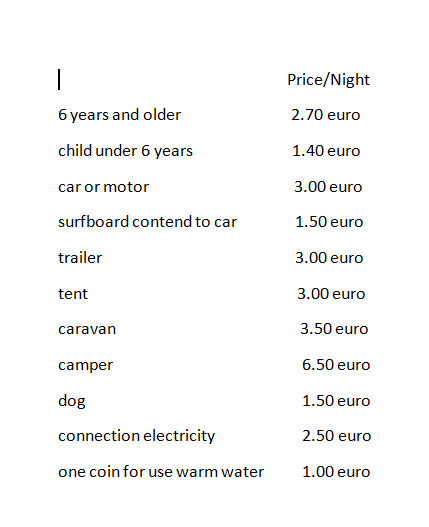 Price/Night
6 years and older 2.70 euro
child under 6 years 1.40 euro
car or motor 3.00 euro
surfboard contend to car 1.50 euro
trailer 3.00 euro
tent 3.00 euro
caravan 3.50 euro
camper 6.50 euro
dog 1.50 euro
connection electricity 2.50 euro
one coin for use warm water 1.00 euro